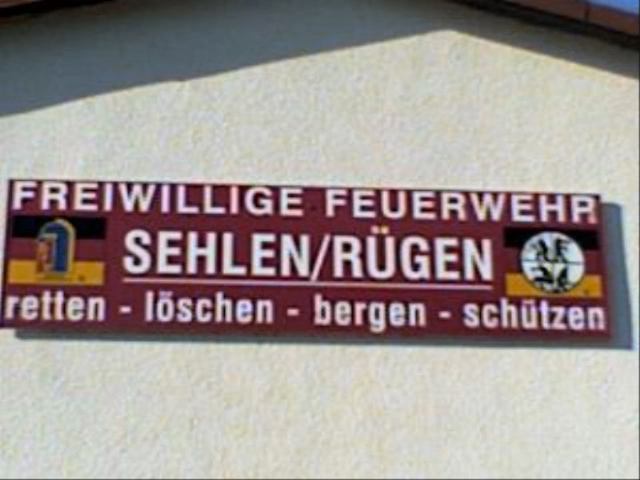 FREIWILLIGE FEUERWEHR
SEHLEN/RÜGEN
retten - löschen - bergen - schützen